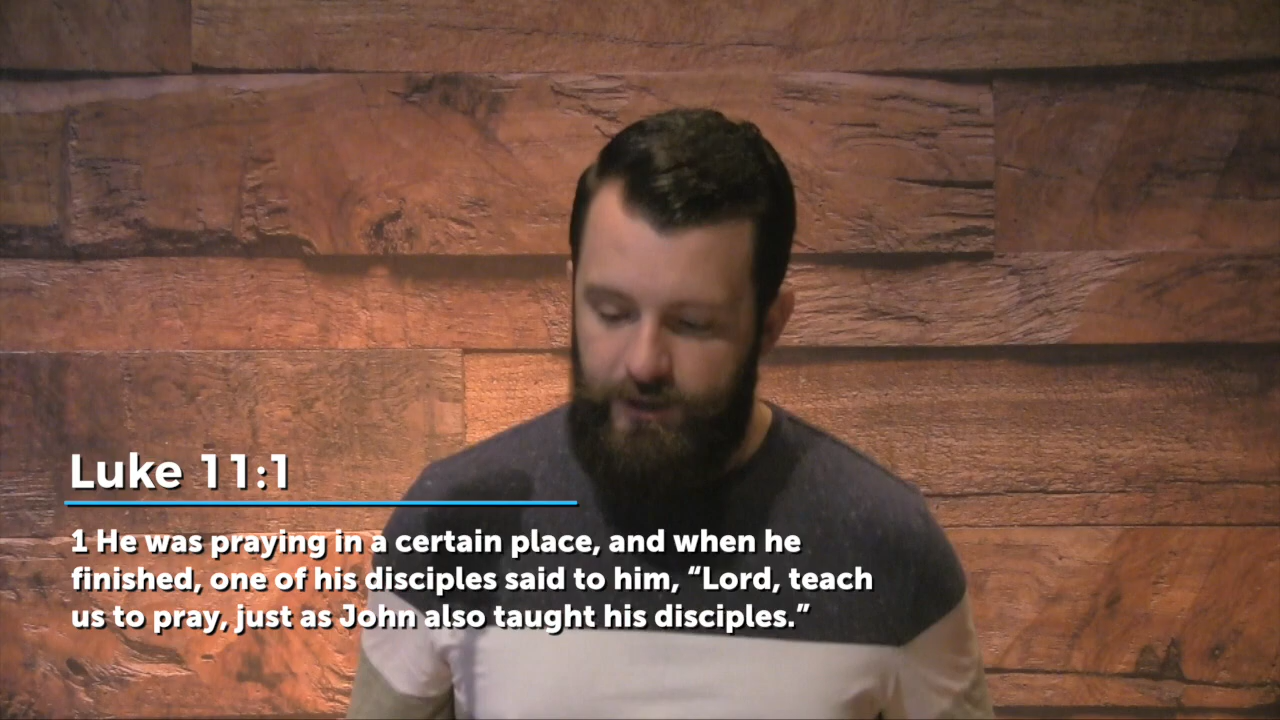 Luke 11:1
1 He was praying in a certain place, and when he
finished, one of his disciples said to him, “Lord, teach
us to pray, just as John also taught his disciples.”